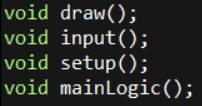 void draw();
void input();
void setup();
void mainLogic();